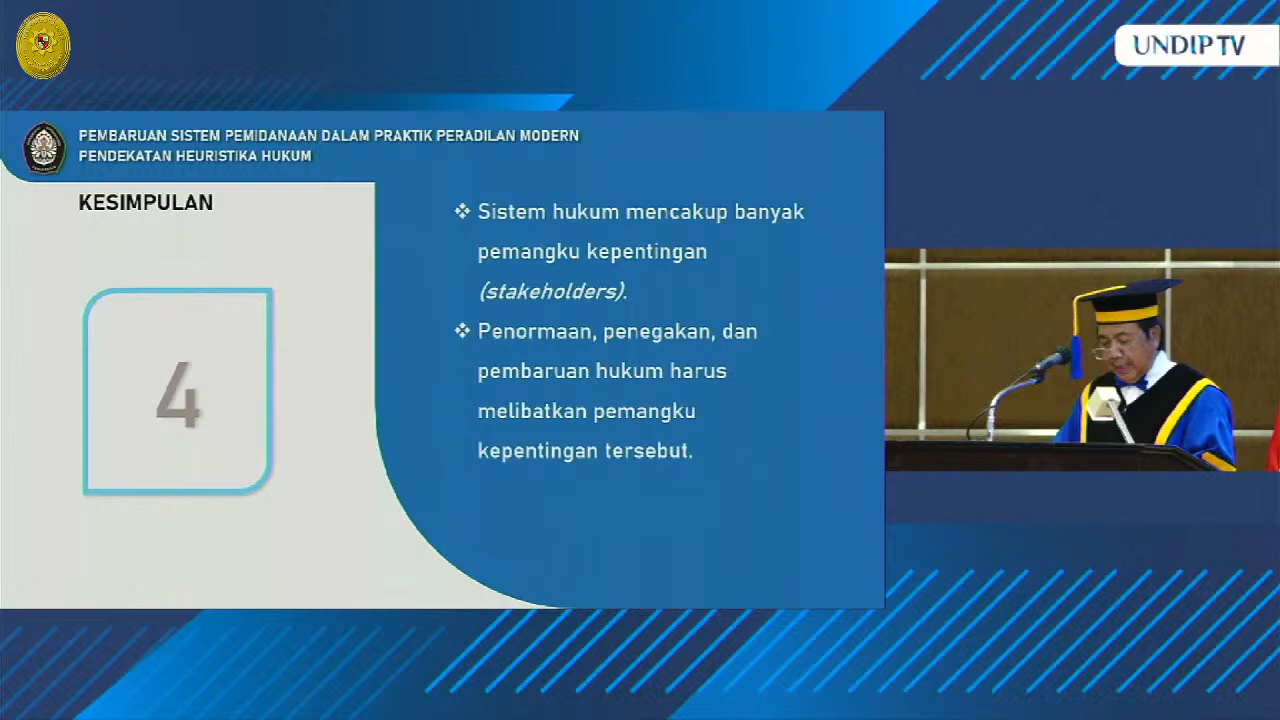 UNDIP TV
PEMBARUAN SISTEM PEMIDANAAN DALAM PRAKTIK PERADILAN MODERN
PENDEKATAN HEURISTIKA HUKUM
KESIMPULAN
4
❖ Sistem hukum mencakup banyak
pemangku kepentingan
(stakeholders).
❖ Penormaan, penegakan, dan
pembaruan hukum harus
melibatkan pemangku
kepentingan tersebut.